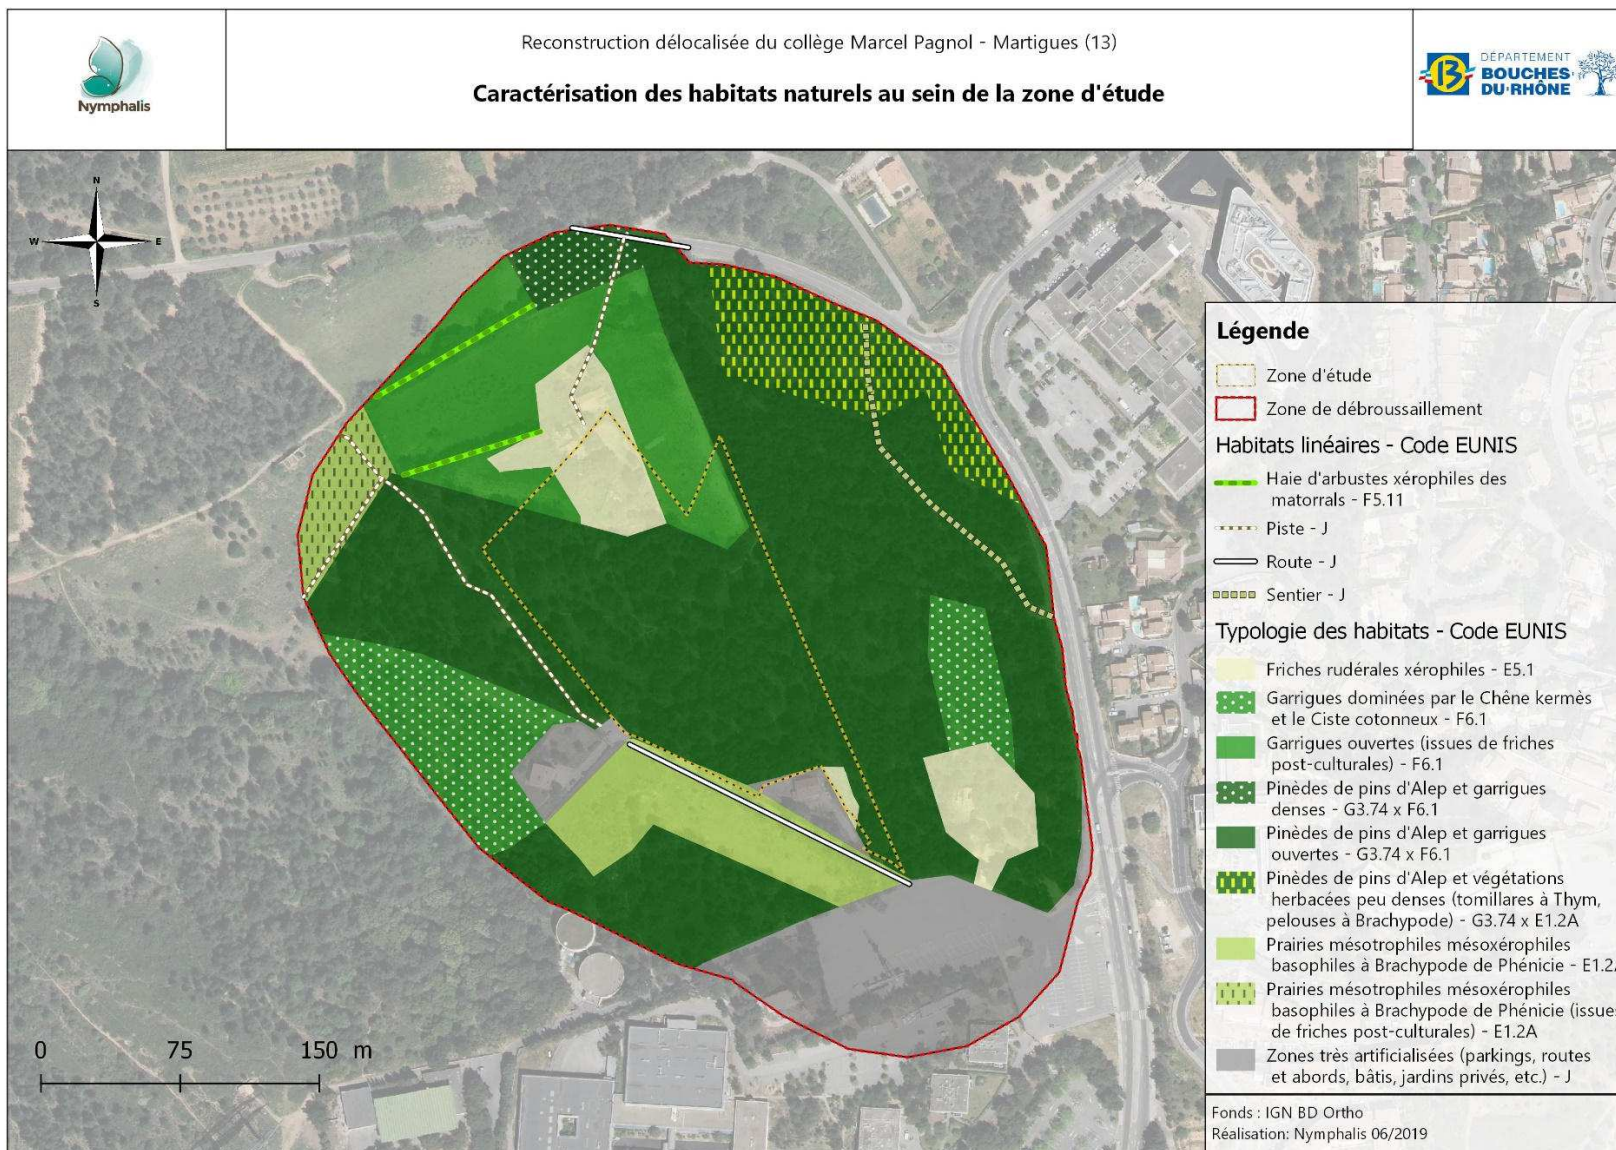 Nymphalis
Reconstruction délocalisée du collège Marcel Pagnol - Martigues (13)
Caractérisation des habitats naturels au sein de la zone d'étude
DÉPARTEMENT
BOUCHES
DU·RHÔNE
N
W
E
S
Légende
Zone d'étude
Zone de débroussaillement
Habitats linéaires - Code EUNIS
Haie d'arbustes xérophiles des
matorrals - F5.11
Piste - J
Route - J
Sentier - J
Typologie des habitats - Code EUNIS
Friches rudérales xérophiles - E5.1
Garrigues dominées par le Chêne kermès
et le Ciste cotonneux - F6.1
Garrigues ouvertes (issues de friches
post-culturales) - F6.1
Pinèdes de pins d'Alep et garrigues
denses - G3.74 x F6.1
Pinèdes de pins d'Alep et garrigues
ouvertes - G3.74 x F6.1
Pinèdes de pins d'Alep et végétations
herbacées peu denses (tomillares à Thym,
pelouses à Brachypode) - G3.74 x E1.2A
Prairies mésotrophiles mésoxérophiles
basophiles à Brachypode de Phénicie - E1.2A
Prairies mésotrophiles mésoxérophiles
basophiles à Brachypode de Phénicie (issues
de friches post-culturales) - E1.2A
Zones très artificialisées (parkings, routes
et abords, bâtis, jardins privés, etc.) - J
0 75 150 m
Fonds : IGN BD Ortho
Réalisation: Nymphalis 06/2019